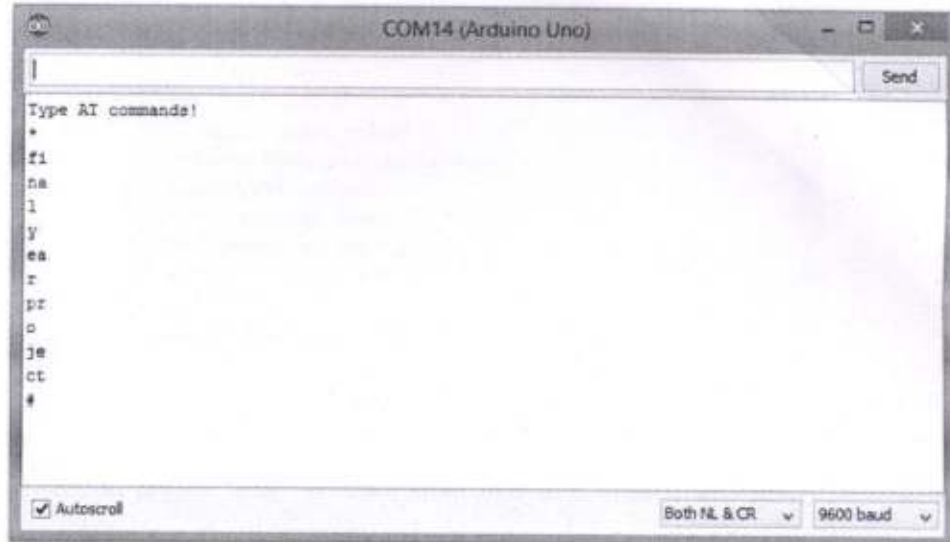 COM14 (Arduino Uno)
Send
Type AT commands!
*
fi
na
l
y
ea
r
pr
o
je
ct
#
Autoscroll
Both NL & CR
9600 baud